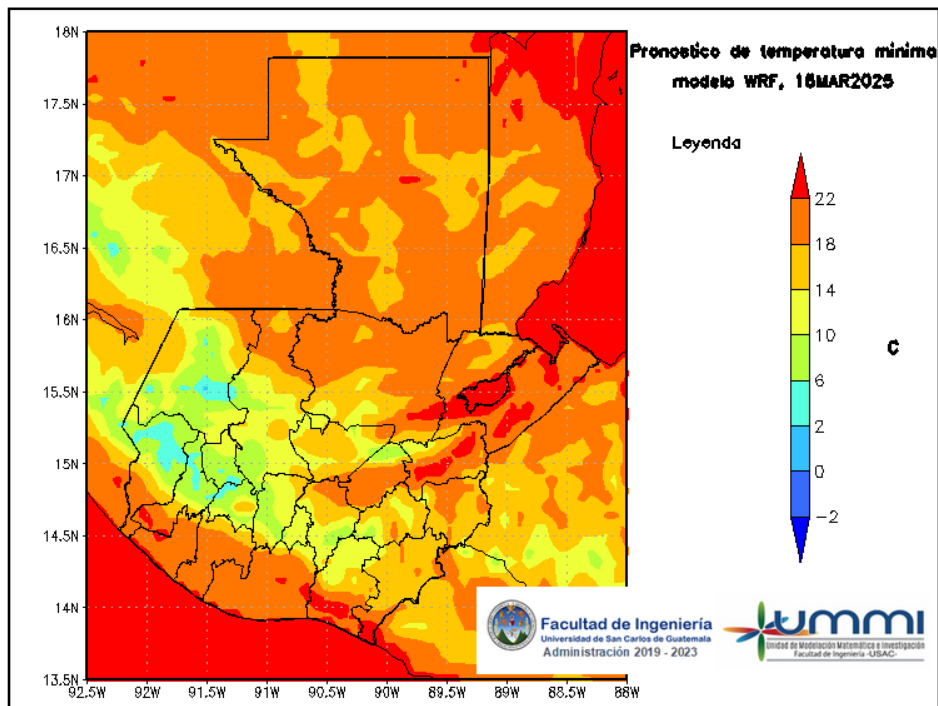 Pronostico de temperatura minima
modelo WRF, 16MAR2025
Leyenda
22
18
14
10
6
2
0
−2
C
18N
17.5N
17N
16.5N
16N
15.5N
15N
14.5N
14N
13.5N
92.5W
92W
91.5W
91W
90.5W
90W
89.5W
89W
88.5W
88W
Facultad de Ingeniería
Universidad de San Carlos de Guatemala
Administración 2019 - 2023
UMMI
Unidad de Modelación Matemática e Investigación
Facultad de Ingeniería -USAC-